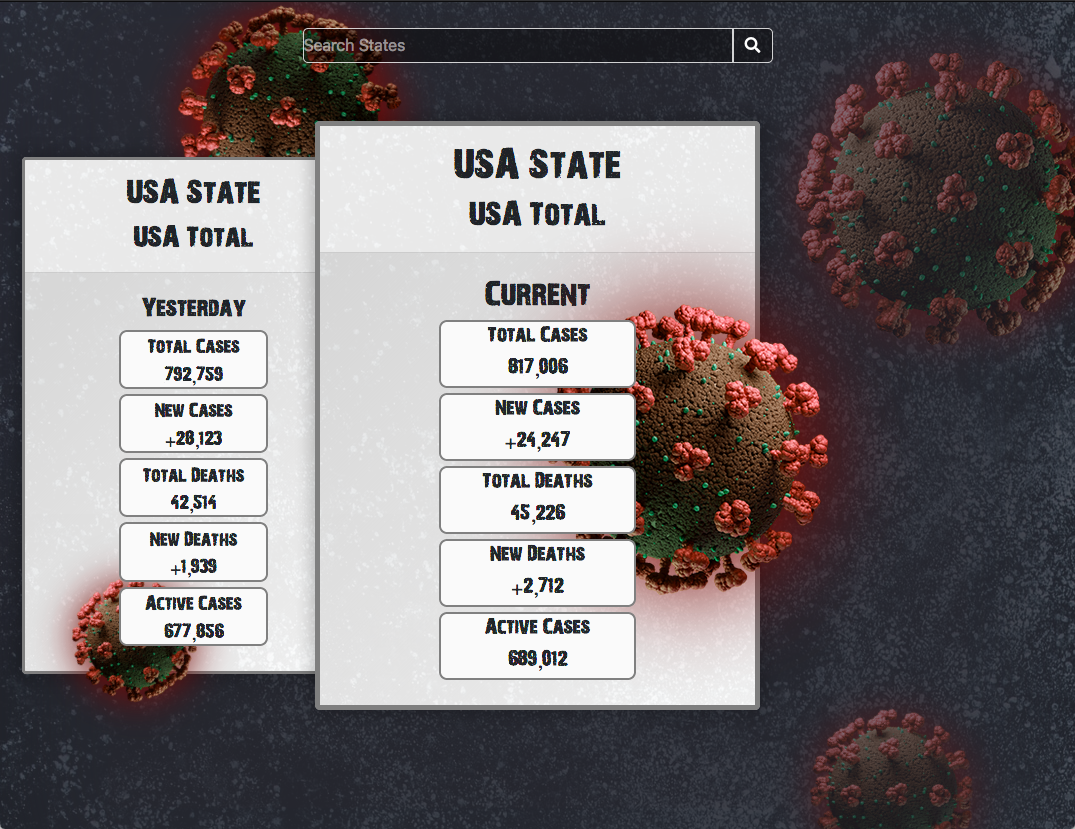 Search States
USA State
USA Total
Yesterday
Total Cases
792,759
New Cases
+28,123
Total Deaths
42,514
New Deaths
+1,939
Active Cases
677,856
USA State
USA Total
Current
Total Cases
817,006
New Cases
+24,247
Total Deaths
45,226
New Deaths
+2,712
Active Cases
689,012